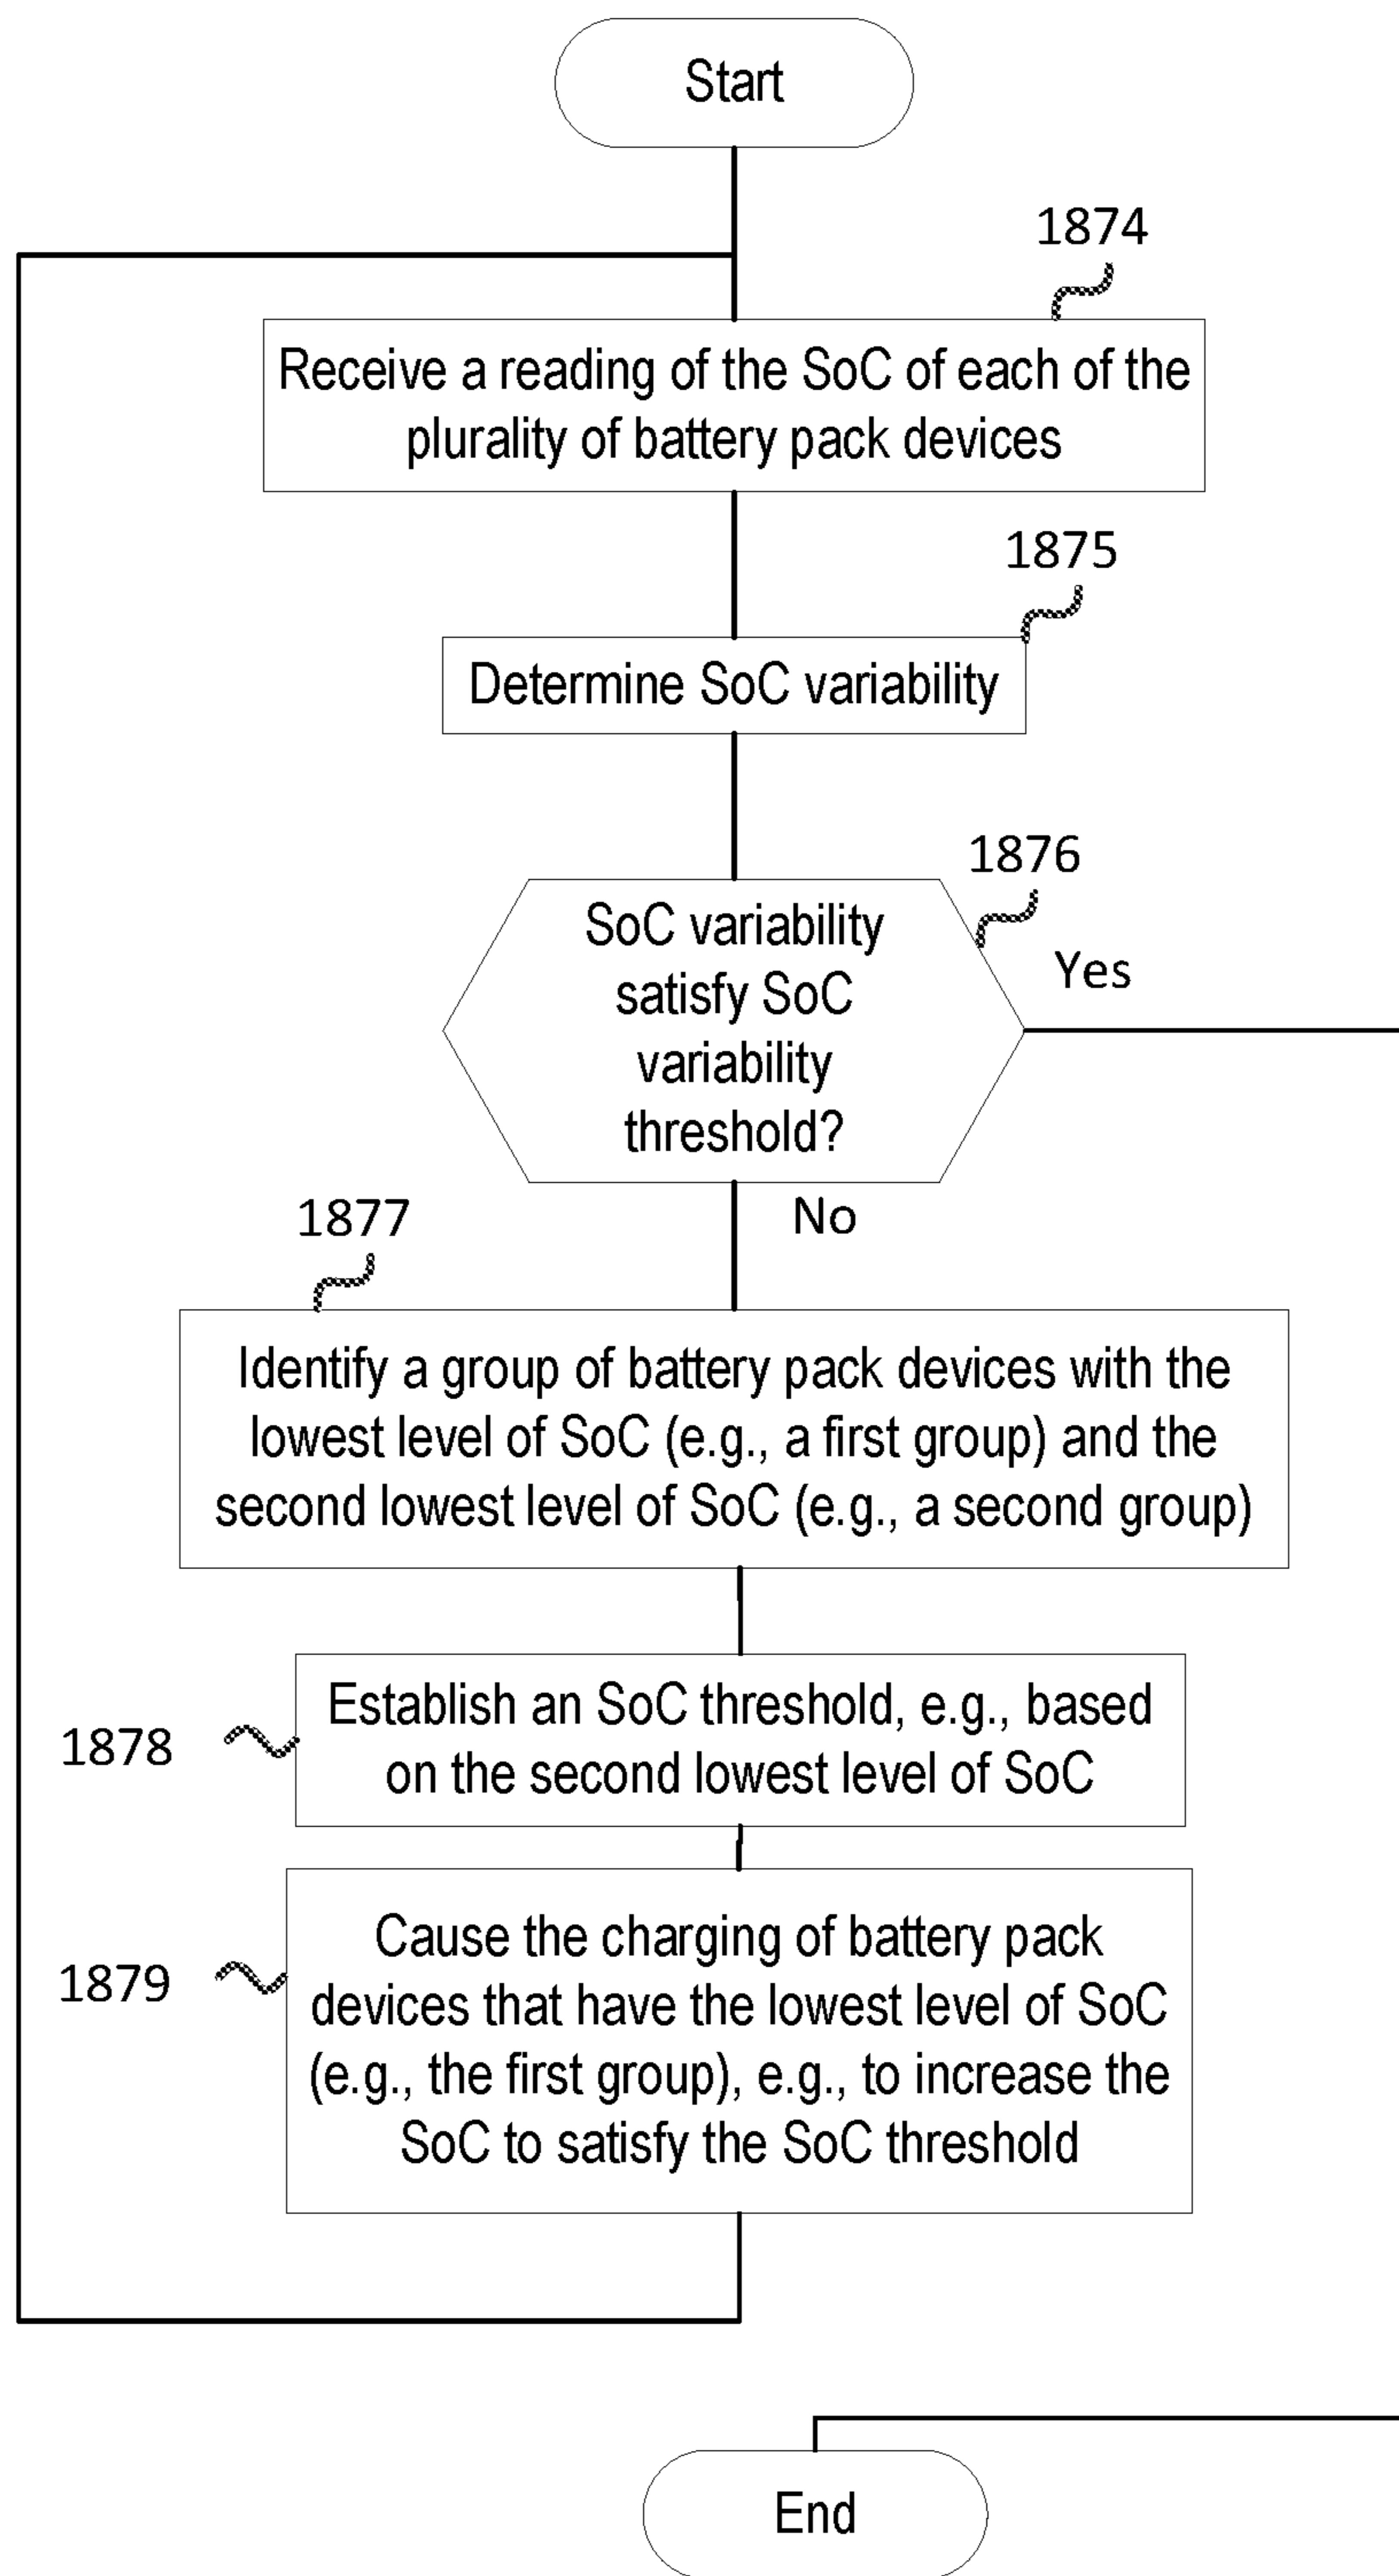 Start
1874
Receive a reading of the SoC of each of the
plurality of battery pack devices
1875
Determine SoC variability
1876
SoC variability
satisfy SoC
variability
threshold?
Yes
No
1877
Identify a group of battery pack devices with the
lowest level of SoC (e.g., a first group) and the
second lowest level of SoC (e.g., a second group)
1878
Establish an SoC threshold, e.g., based
on the second lowest level of SoC
1879
Cause the charging of battery pack
devices that have the lowest level of SoC
(e.g., the first group), e.g., to increase the
SoC to satisfy the SoC threshold
End